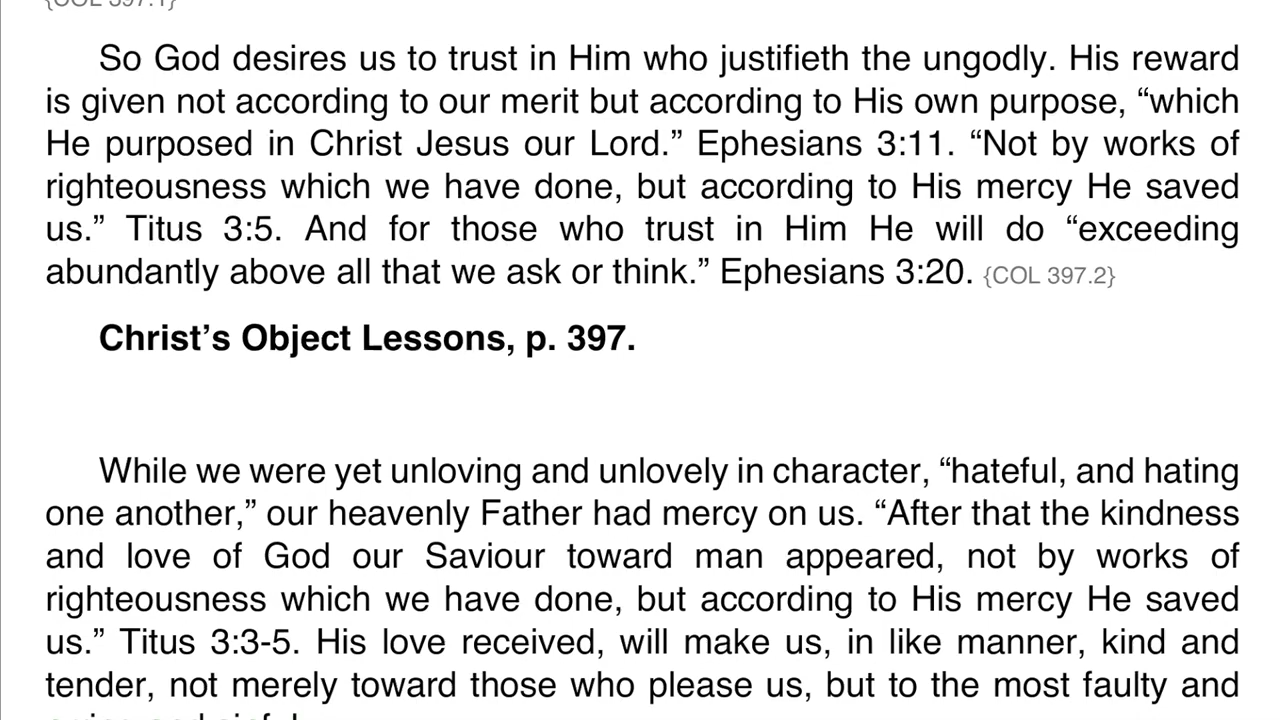 {COL 397.1}
So God desires us to trust in Him who justifieth the ungodly. His reward
is given not according to our merit but according to His own purpose, “which
He purposed in Christ Jesus our Lord.” Ephesians 3:11. “Not by works of
righteousness which we have done, but according to His mercy He saved
us.” Titus 3:5. And for those who trust in Him He will do “exceeding
abundantly above all that we ask or think.” Ephesians 3:20. {COL 397.2}
Christ’s Object Lessons, p. 397.
While we were yet unloving and unlovely in character, “hateful, and hating
one another,” our heavenly Father had mercy on us. “After that the kindness
and love of God our Saviour toward man appeared, not by works of
righteousness which we have done, but according to His mercy He saved
us.” Titus 3:3-5. His love received, will make us, in like manner, kind and
tender, not merely toward those who please us, but to the most faulty and